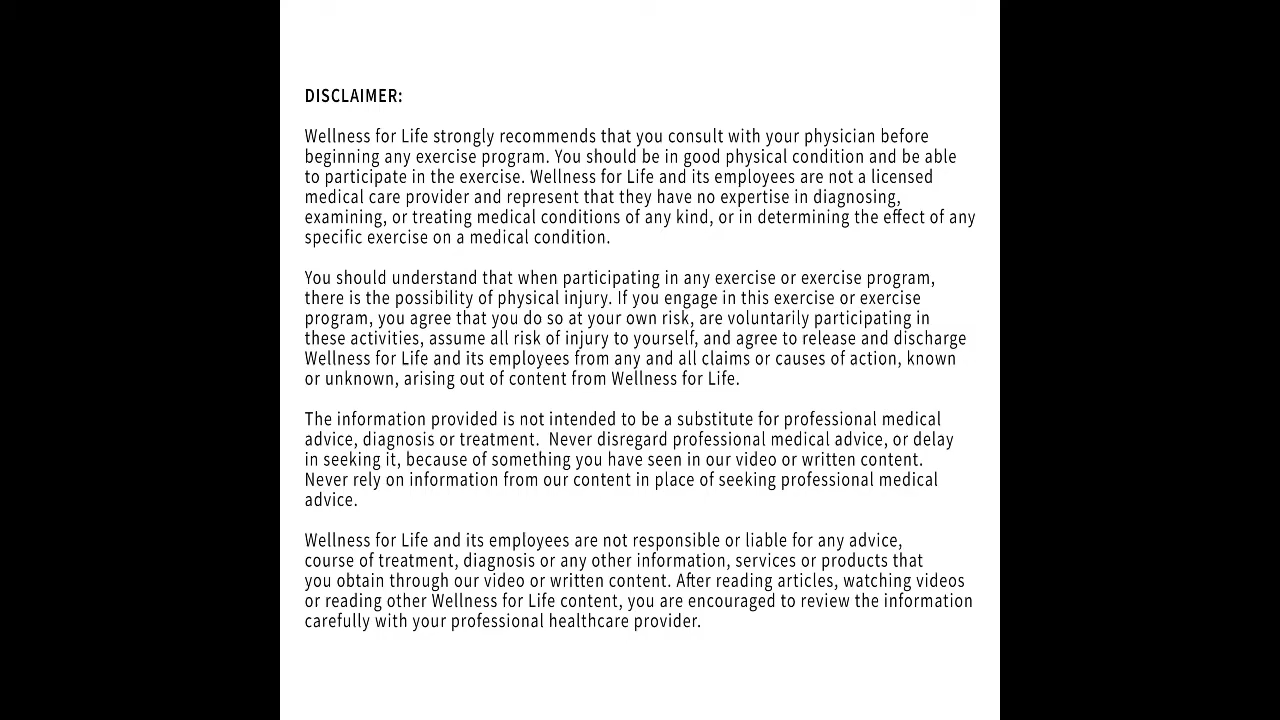 DISCLAIMER:
Wellness for Life strongly recommends that you consult with your physician before
beginning any exercise program. You should be in good physical condition and be able
to participate in the exercise. Wellness for Life and its employees are not a licensed
medical care provider and represent that they have no expertise in diagnosing,
examining, or treating medical conditions of any kind, or in determining the effect of any
specific exercise on a medical condition.
You should understand that when participating in any exercise or exercise program,
there is the possibility of physical injury. If you engage in this exercise or exercise
program, you agree that you do so at your own risk, are voluntarily participating in
these activities, assume all risk of injury to yourself, and agree to release and discharge
Wellness for Life and its employees from any and all claims or causes of action, known
or unknown, arising out of content from Wellness for Life.
The information provided is not intended to be a substitute for professional medical
advice, diagnosis or treatment.  Never disregard professional medical advice, or delay
in seeking it, because of something you have seen in our video or written content.
Never rely on information from our content in place of seeking professional medical
advice.
Wellness for Life and its employees are not responsible or liable for any advice,
course of treatment, diagnosis or any other information, services or products that
you obtain through our video or written content. After reading articles, watching videos
or reading other Wellness for Life content, you are encouraged to review the information
carefully with your professional healthcare provider.